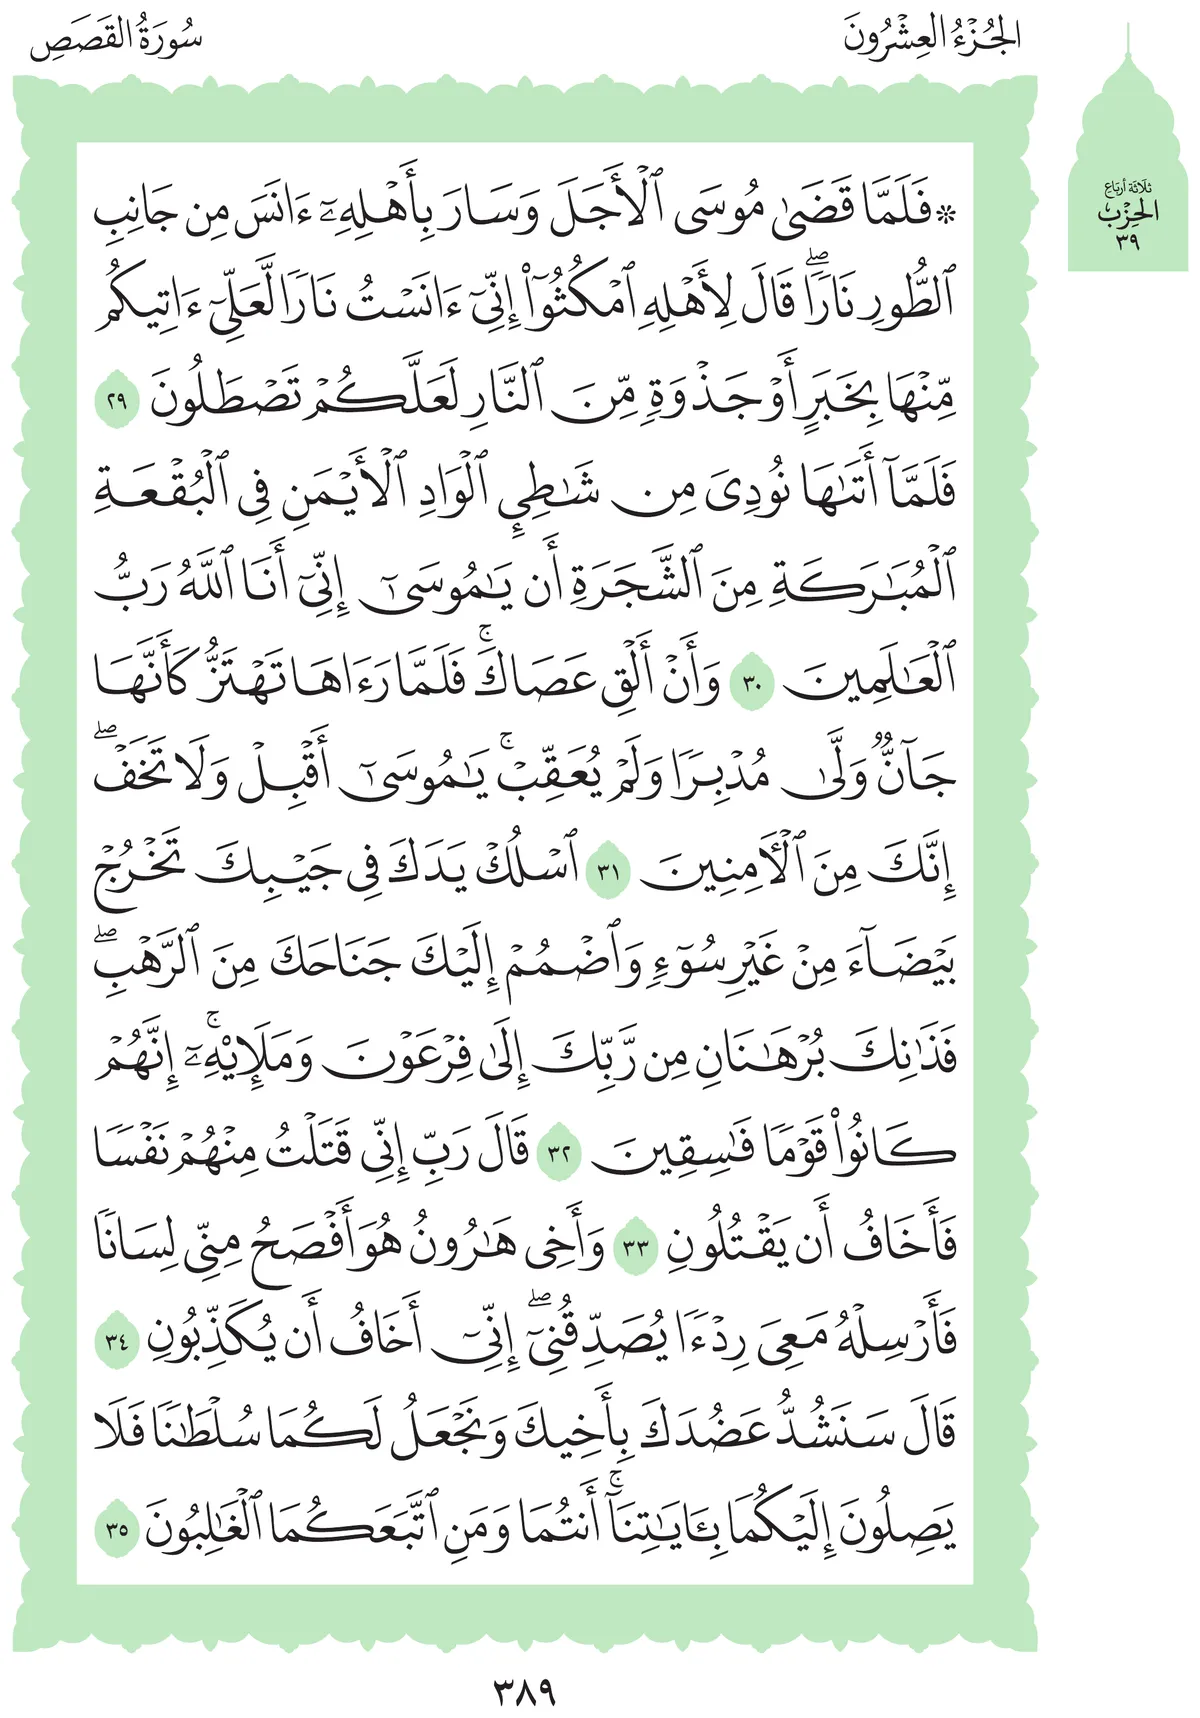 الجُزْءُ العِشْرُونَ
سُورَةُ القَصَصِ
ثلاثة أرباع
الحِزْب
٣٩
۞ فَلَمَّا قَضَىٰ مُوسَى ٱلْأَجَلَ وَسَارَ بِأَهْلِهِۦٓ ءَانَسَ مِن جَانِبِ
ٱلطُّورِ نَارًاۖ قَالَ لِأَهْلِهِ ٱمْكُثُوٓا۟ إِنِّىٓ ءَانَسْتُ نَارًا لَّعَلِّىٓ ءَاتِيكُم
مِّنْهَا بِخَبَرٍ أَوْ جَذْوَةٍ مِّنَ ٱلنَّارِ لَعَلَّكُمْ تَصْطَلُونَ ٢٩
فَلَمَّآ أَتَىٰهَا نُودِىَ مِن شَٰطِئِ ٱلْوَادِ ٱلْأَيْمَنِ فِى ٱلْبُقْعَةِ
ٱلْمُبَٰرَكَةِ مِنَ ٱلشَّجَرَةِ أَن يَٰمُوسَىٰٓ إِنِّىٓ أَنَا ٱللَّهُ رَبُّ
ٱلْعَٰلَمِينَ ٣٠ وَأَنْ أَلْقِ عَصَاكَۚ فَلَمَّا رَءَاهَا تَهْتَزُّ كَأَنَّهَا
جَآنٌّ وَلَّىٰ مُدْبِرًا وَلَمْ يُعَقِّبْۚ يَٰمُوسَىٰٓ أَقْبِلْ وَلَا تَخَفْۖ
إِنَّكَ مِنَ ٱلْءَامِنِينَ ٣١ ٱسْلُكْ يَدَكَ فِى جَيْبِكَ تَخْرُجْ
بَيْضَآءَ مِنْ غَيْرِ سُوٓءٍ وَٱضْمُمْ إِلَيْكَ جَنَاحَكَ مِنَ ٱلرَّهْبِۖ
فَذَٰنِكَ بُرْهَٰنَانِ مِن رَّبِّكَ إِلَىٰ فِرْعَوْنَ وَمَلَإِي۟هِۦٓۚ إِنَّهُمْ
كَانُوا۟ قَوْمًا فَٰسِقِينَ ٣٢ قَالَ رَبِّ إِنِّى قَتَلْتُ مِنْهُمْ نَفْسًا
فَأَخَافُ أَن يَقْتُلُونِ ٣٣ وَأَخِى هَٰرُونُ هُوَ أَفْصَحُ مِنِّى لِسَانًا
فَأَرْسِلْهُ مَعِىَ رِدْءًا يُصَدِّقُنِىٓۖ إِنِّىٓ أَخَافُ أَن يُكَذِّبُونِ ٣٤
قَالَ سَنَشُدُّ عَضُدَكَ بِأَخِيكَ وَنَجْعَلُ لَكُمَا سُلْطَٰنًا فَلَا
يَصِلُونَ إِلَيْكُمَا بِـَٔايَٰتِنَآۚ أَنتُمَا وَمَنِ ٱتَّبَعَكُمَا ٱلْغَٰلِبُونَ ٣٥
٣٨٩